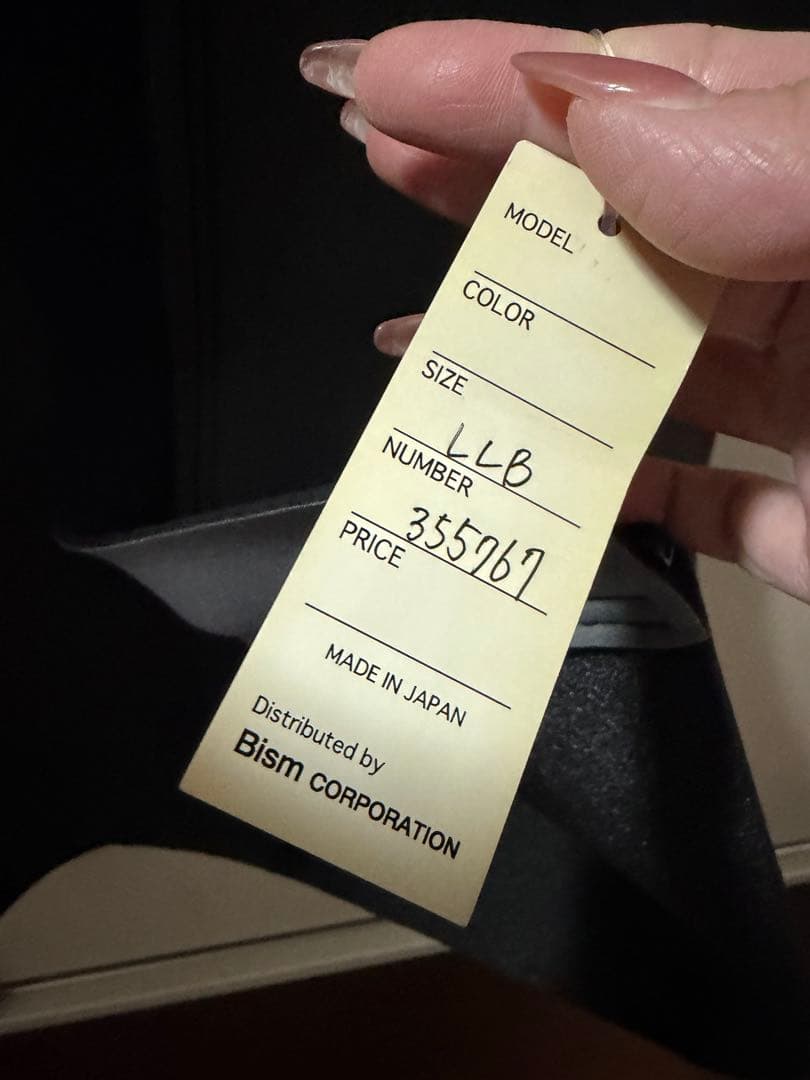 MODEL
COLOR
SIZE
LLB
NUMBER
355767
PRICE
MADE IN JAPAN
Distributed by
Bism CORPORATION